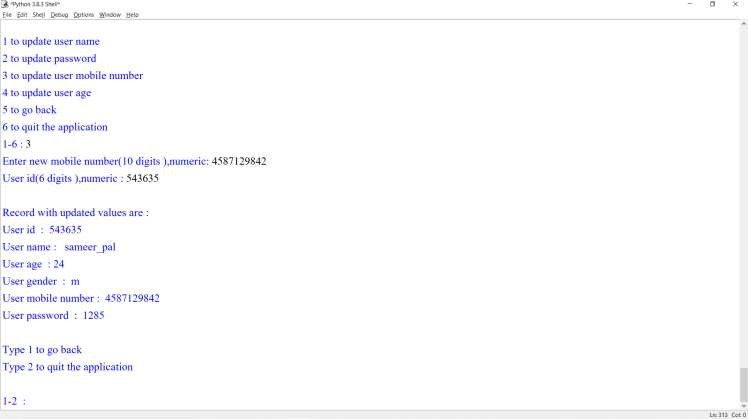 *Python 3.8.3 Shell*
File Edit Shell Debug Options Window Help
1 to update user name
2 to update password
3 to update user mobile number
4 to update user age
5 to go back
6 to quit the application
1-6 : 3
Enter new mobile number(10 digits ),numeric: 4587129842
User id(6 digits ),numeric : 543635
Record with updated values are :
User id : 543635
User name : sameer_pal
User age : 24
User gender : m
User mobile number : 4587129842
User password : 1285
Type 1 to go back
Type 2 to quit the application
1-2 :
Ln: 313 Col: 0